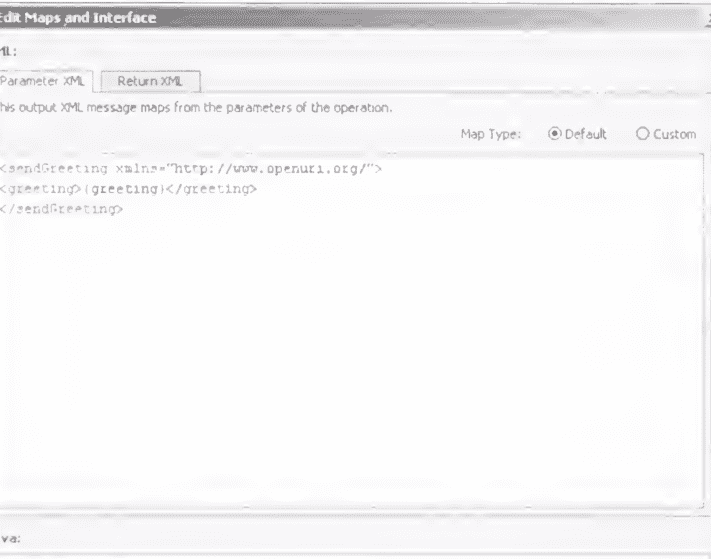 Edit Maps and Interface
ML:
Parameter XML Return XML
his output XML message maps from the parameters of the operation.
Map Type: Default Custom
<sendGreeting xmlns="http://www.openuri.org/">
<greeting>{greeting}</greeting>
</sendGreeting>
va: